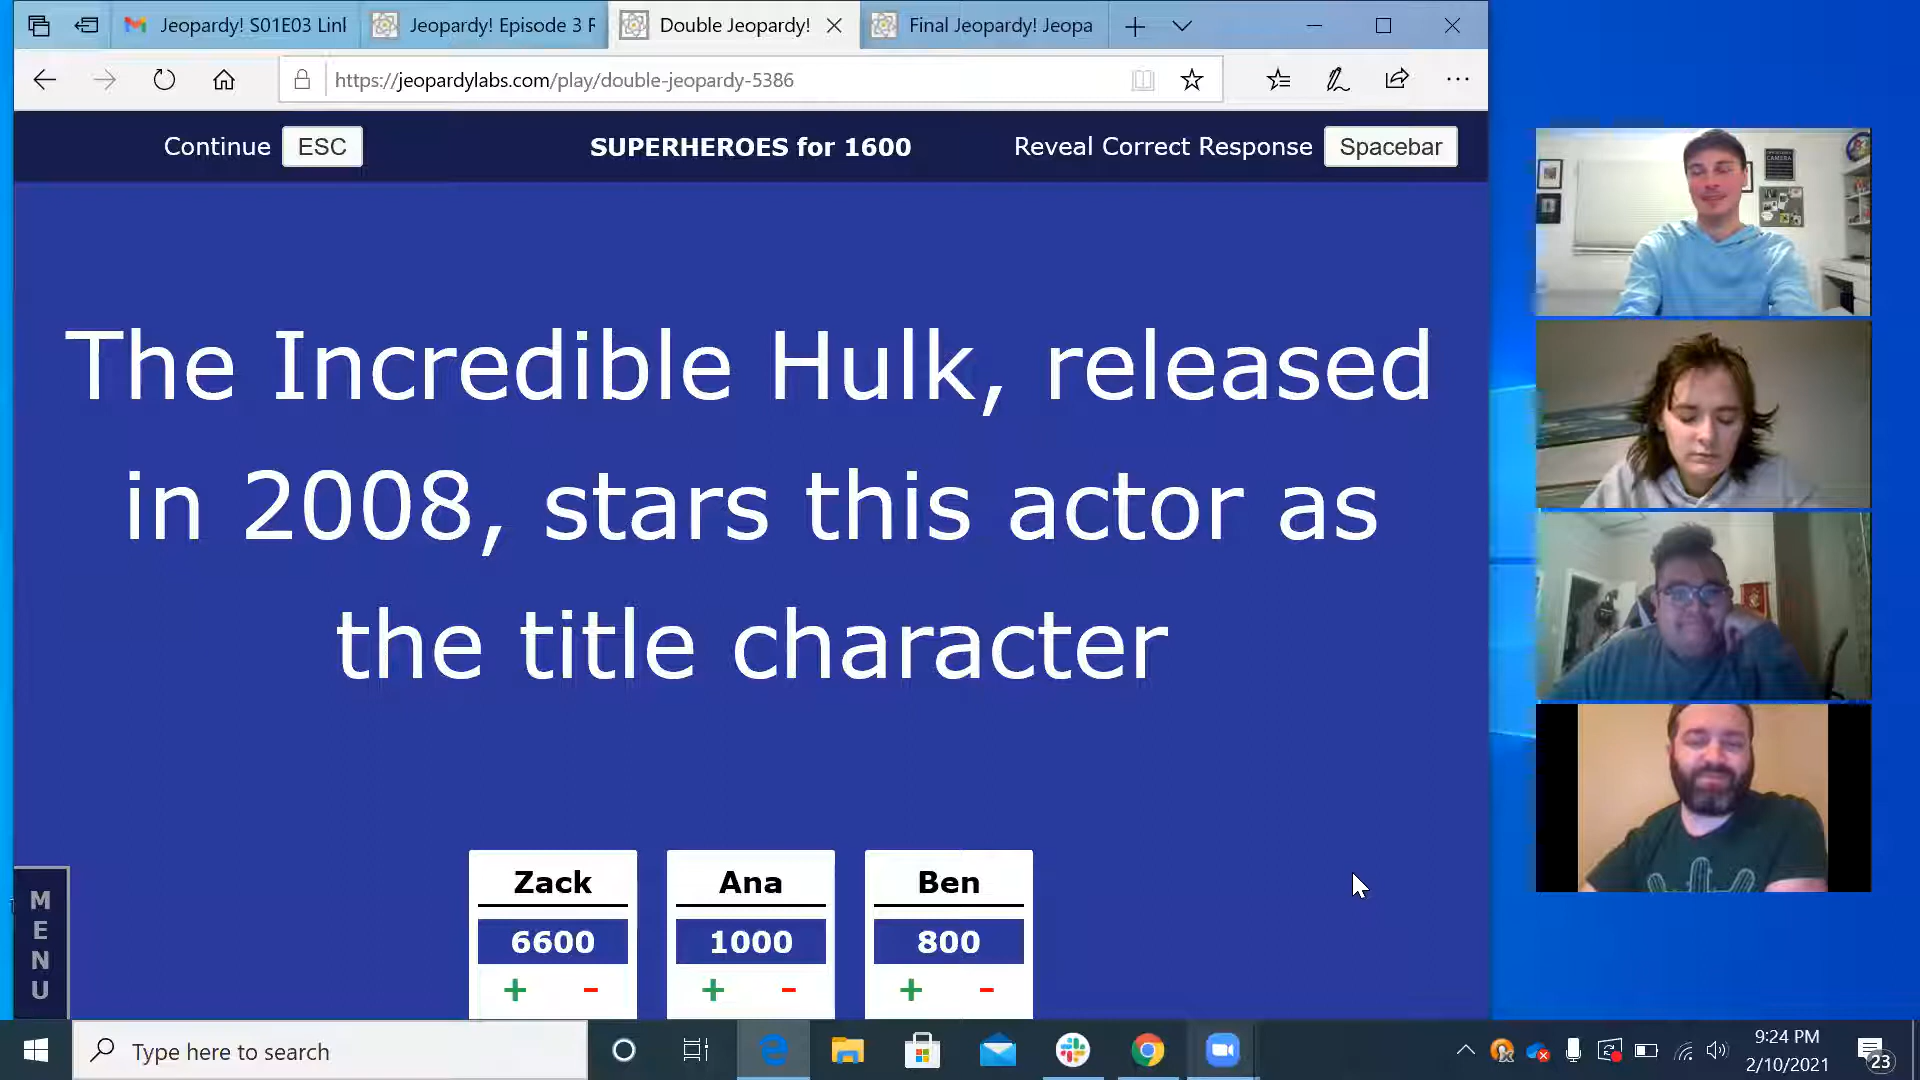 Jeopardy! S01E03 Linl
Jeopardy! Episode 3 F
Double Jeopardy!
Final Jeopardy! Jeopa
https://jeopardylabs.com/play/double-jeopardy-5386
Continue ESC
SUPERHEROES for 1600
Reveal Correct Response Spacebar
The Incredible Hulk, released
in 2008, stars this actor as
the title character
MENU
Zack
Ana
Ben
6600
1000
800
+ -
+ -
+ -
Type here to search
9:24 PM
2/10/2021
23